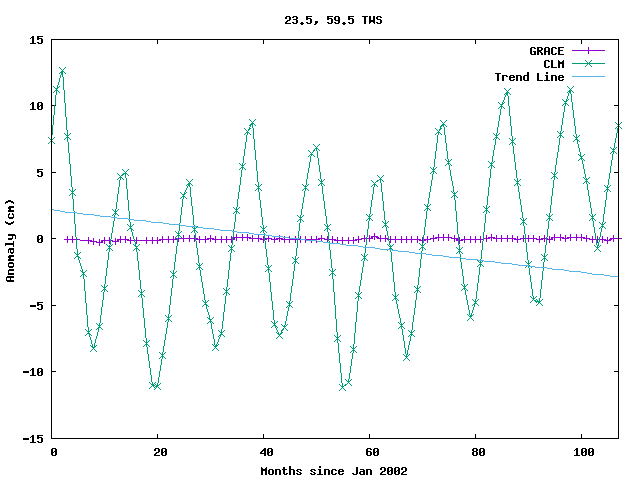 23.5, 59.5 TWS
GRACE
CLM
Trend Line
15
10
5
0
-5
-10
-15
Anomaly (cm)
0 20 40 60 80 100
Months since Jan 2002